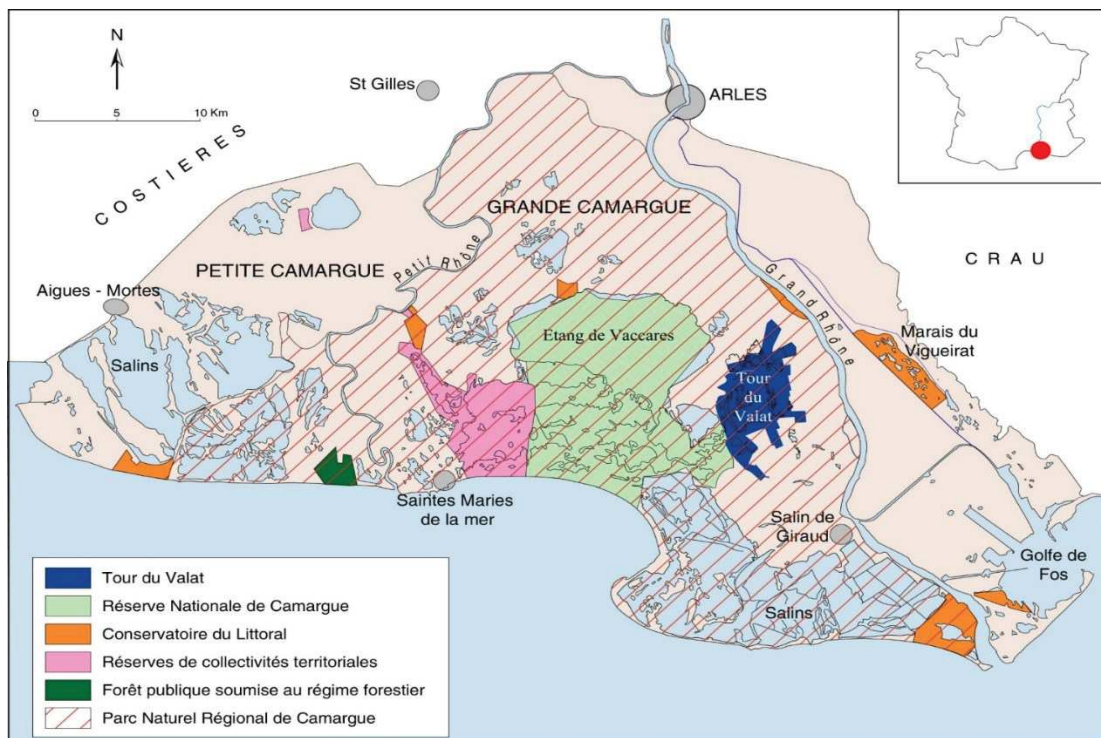 N
0
5
10 Km
St Gilles
ARLES
COSTIERES
GRANDE CAMARGUE
Petit Rhône
PETITE CAMARGUE
CRAU
Grand Rhône
Aigues - Mortes
Salins
Etang de Vaccares
Marais du
Vigueirat
Tour
du
Valat
Saintes Maries
de la mer
Salin de
Giraud
Golfe de
Fos
Salins
Tour du Valat
Réserve Nationale de Camargue
Conservatoire du Littoral
Réserves de collectivités territoriales
Forêt publique soumise au régime forestier
Parc Naturel Régional de Camargue